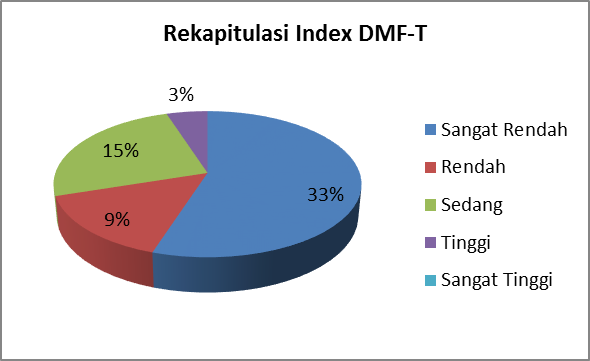 Rekapitulasi Index DMF-T
3%
15%
33%
9%
Sangat Rendah
Rendah
Sedang
Tinggi
Sangat Tinggi